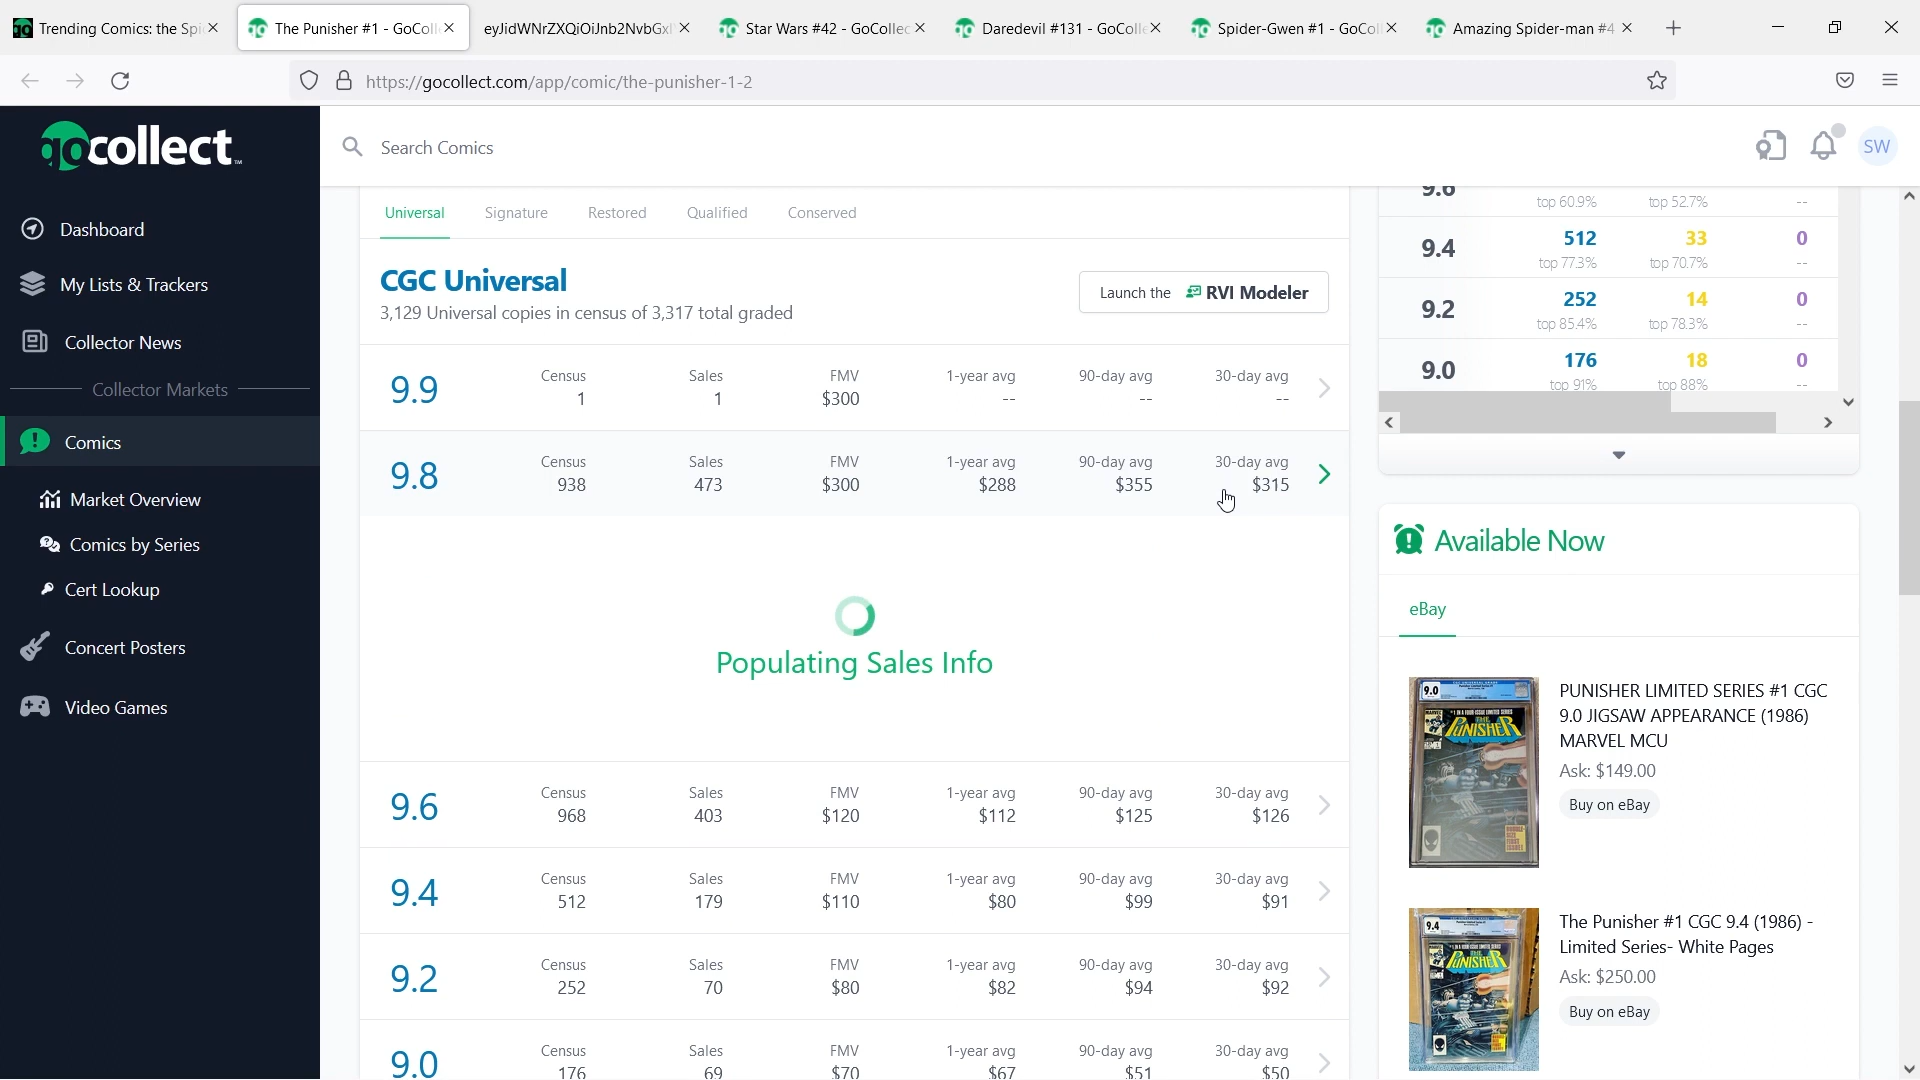 Trending Comics: the Spi
The Punisher #1 - GoColl
eyJidWNrZXQiOiJnb2NvbGxl
Star Wars #42 - GoCollec
Daredevil #131 - GoColle
Spider-Gwen #1 - GoColl
Amazing Spider-man #4
https://gocollect.com/app/comic/the-punisher-1-2
gocollect™
Search Comics
SW
Dashboard
My Lists & Trackers
Collector News
Collector Markets
Comics
Market Overview
Comics by Series
Cert Lookup
Concert Posters
Video Games
Universal Signature Restored Qualified Conserved
CGC Universal
3,129 Universal copies in census of 3,317 total graded
Launch the RVI Modeler
9.9
Census Sales FMV 1-year avg 90-day avg 30-day avg
1 1 $300 -- -- --
9.8
Census Sales FMV 1-year avg 90-day avg 30-day avg
938 473 $300 $288 $355 $315
Populating Sales Info
9.6
Census Sales FMV 1-year avg 90-day avg 30-day avg
968 403 $120 $112 $125 $126
9.4
Census Sales FMV 1-year avg 90-day avg 30-day avg
512 179 $110 $80 $99 $91
9.2
Census Sales FMV 1-year avg 90-day avg 30-day avg
252 70 $80 $82 $94 $92
9.0
Census Sales FMV 1-year avg 90-day avg 30-day avg
176 69 $70 $67 $51 $50
9.6
top 60.9% top 52.7% --
9.4 512 33 0
top 77.3% top 70.7% --
9.2 252 14 0
top 85.4% top 78.3% --
9.0 176 18 0
top 91% top 88% --
Available Now
eBay
9.0
PUNISHER
PUNISHER LIMITED SERIES #1 CGC
9.0 JIGSAW APPEARANCE (1986)
MARVEL MCU
Ask: $149.00
Buy on eBay
9.4
PUNISHER
The Punisher #1 CGC 9.4 (1986) -
Limited Series- White Pages
Ask: $250.00
Buy on eBay